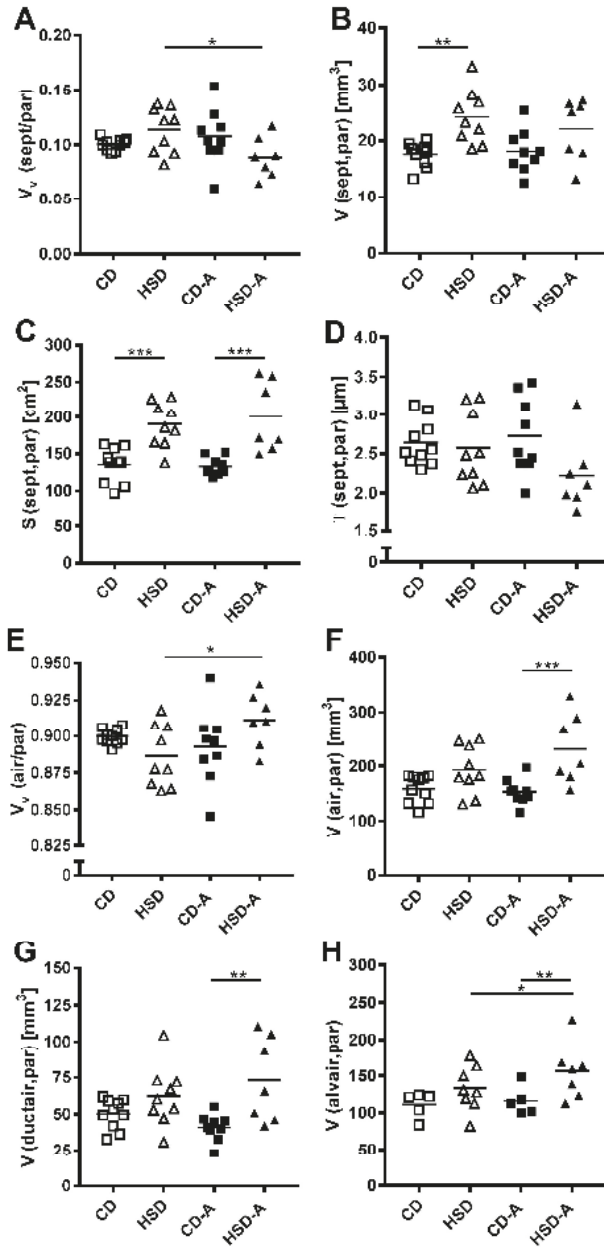 A
B
*
**
0.20
0.15
0.10
0.05
0.00
Vv (sept/par)
CD
HSD
CD-A
HSD-A
40
30
20
10
0
V (sept,par) [mm3]
CD
HSD
CD-A
HSD-A
C
D
***
***
300
250
200
150
100
50
0
S (sept,par) [cm2]
CD
HSD
CD-A
HSD-A
4.0
3.5
3.0
2.5
2.0
1.5
0
(sept,par) [µm]
CD
HSD
CD-A
HSD-A
E
F
*
***
0.950
0.925
0.900
0.875
0.850
0.825
0
Vv (air/par)
CD
HSD
CD-A
HSD-A
400
300
200
100
0
V (air,par) [mm3]
CD
HSD
CD-A
HSD-A
G
H
**
**
*
150
125
100
75
50
25
0
V (ductair,par) [mm3]
CD
HSD
CD-A
HSD-A
300
250
200
150
100
50
0
V (alvair,par)
CD
HSD
CD-A
HSD-A